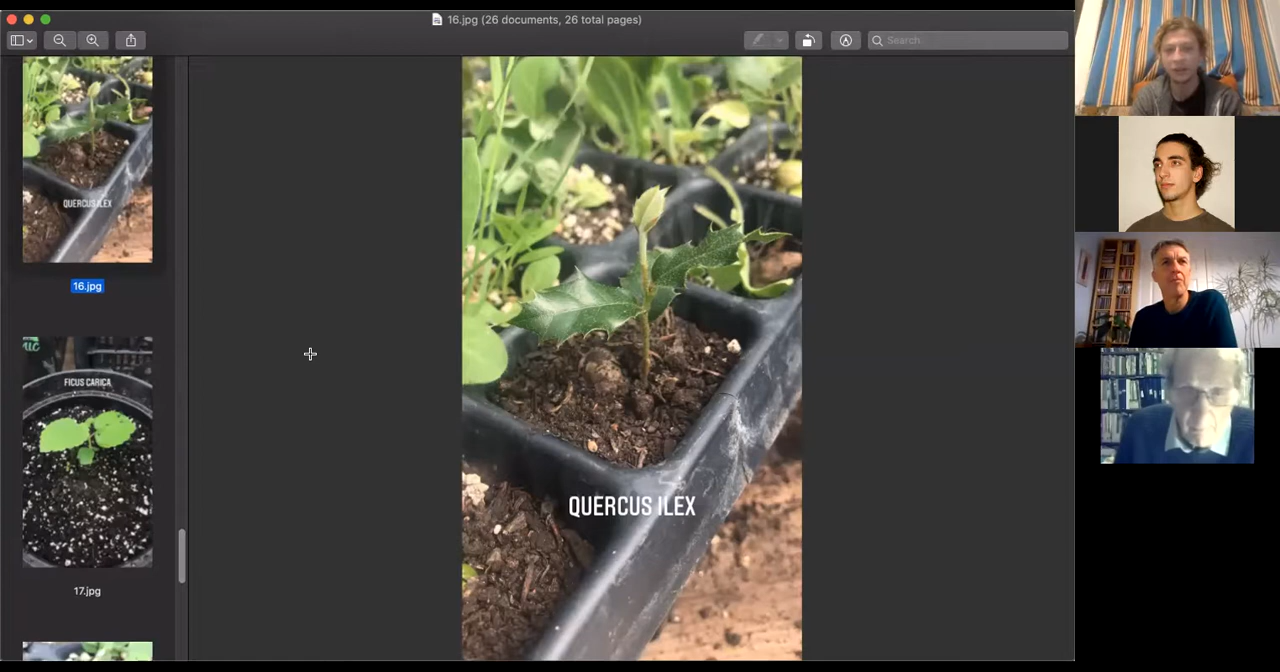 16.jpg (26 documents, 26 total pages)
Search
QUERCUS ILEX
16.jpg
FICUS CARICA
17.jpg
QUERCUS ILEX